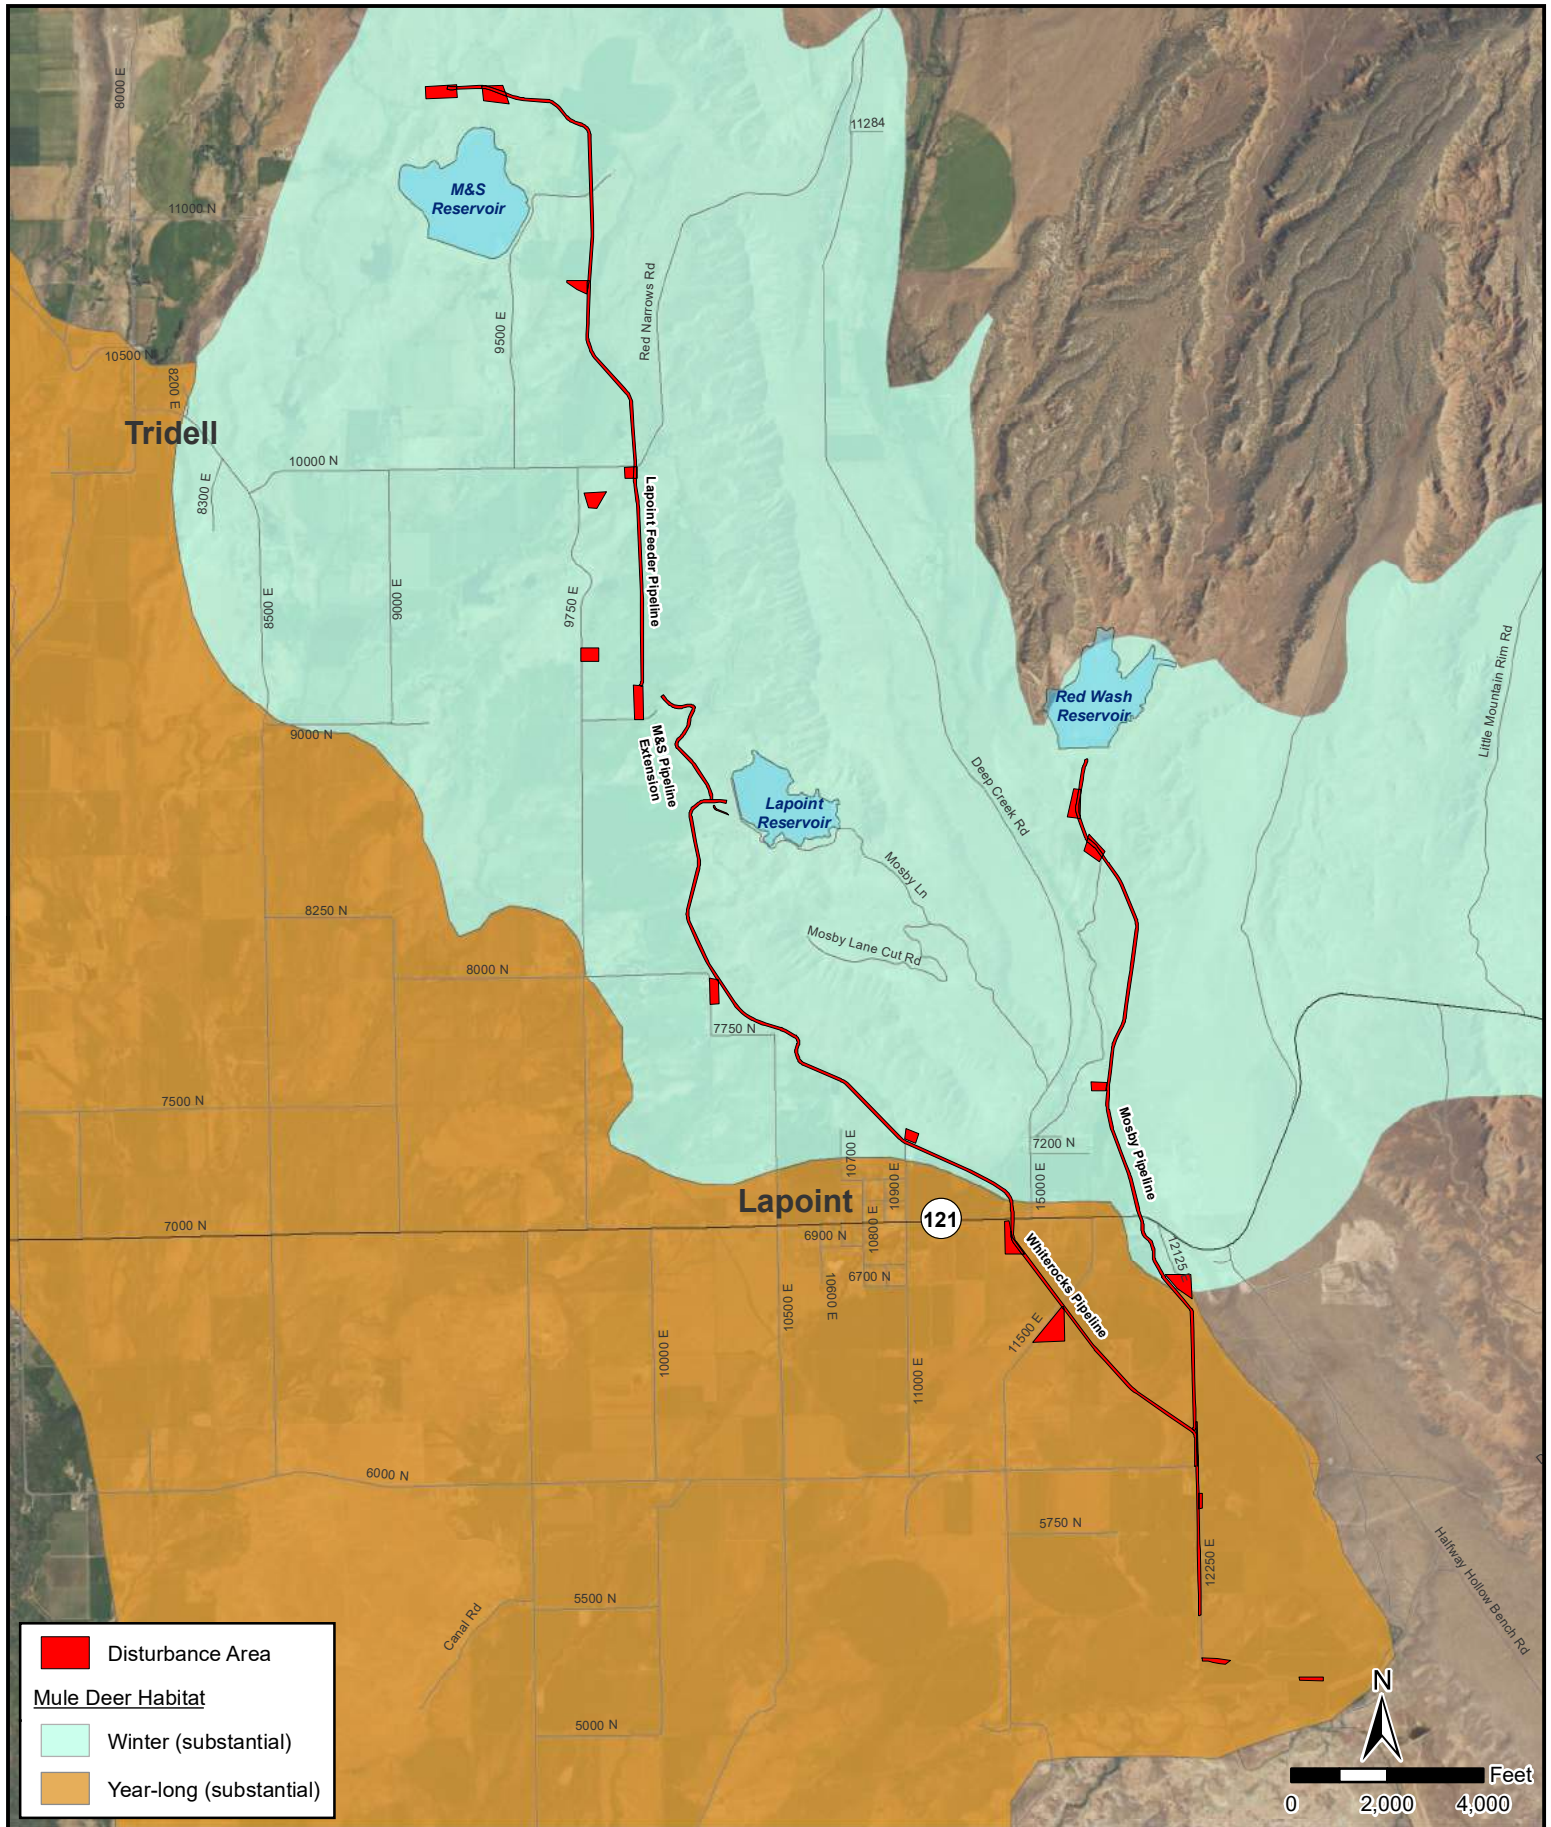 8000 E
11284
M&S
Reservoir
11000 N
Red Narrows Rd
9500 E
10500 N
8200 E
Tridell
10000 N
8300 E
Lapoint Feeder Pipeline
8500 E
9000 E
9750 E
Little Mountain Rim Rd
Red Wash
Reservoir
9000 N
M&S Pipeline
Extension
Deep Creek Rd
Lapoint
Reservoir
Mosby Ln
8250 N
Mosby Lane Cut Rd
8000 N
7750 N
7500 N
Mosby Pipeline
10700 E
7200 N
10900 E
15000 E
Lapoint
7000 N
121
10800 E
6900 N
Whiterocks Pipeline
12125 E
6700 N
10600 E
10500 E
11500 E
10000 E
11000 E
6000 N
5750 N
12250 E
Halfway Hollow Bench Rd
5500 N
Canal Rd
5000 N
Disturbance Area
Mule Deer Habitat
Winter (substantial)
Year-long (substantial)
N
Feet
0 2,000 4,000